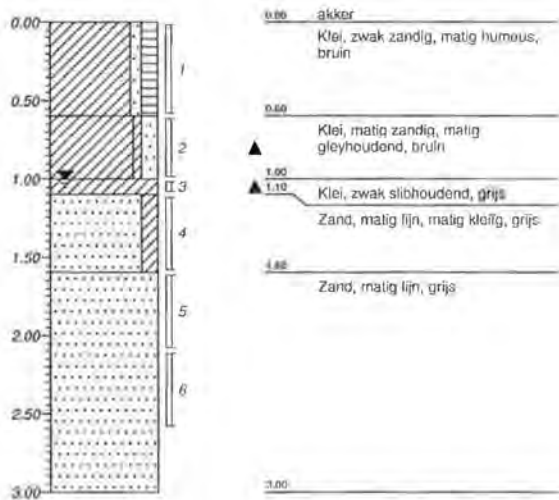 0.00
0.50
1.00
1.50
2.00
2.50
3.00
1
2
3
4
5
6
0.00 akker
Klei, zwak zandig, matig humeus,
bruin
0.60
Klei, matig zandig, matig
gleyhoudend, bruin
1.00
1.10 Klei, zwak slibhoudend, grijs
Zand, matig fijn, matig kleiïg, grijs
1.60
Zand, matig fijn, grijs
3.00